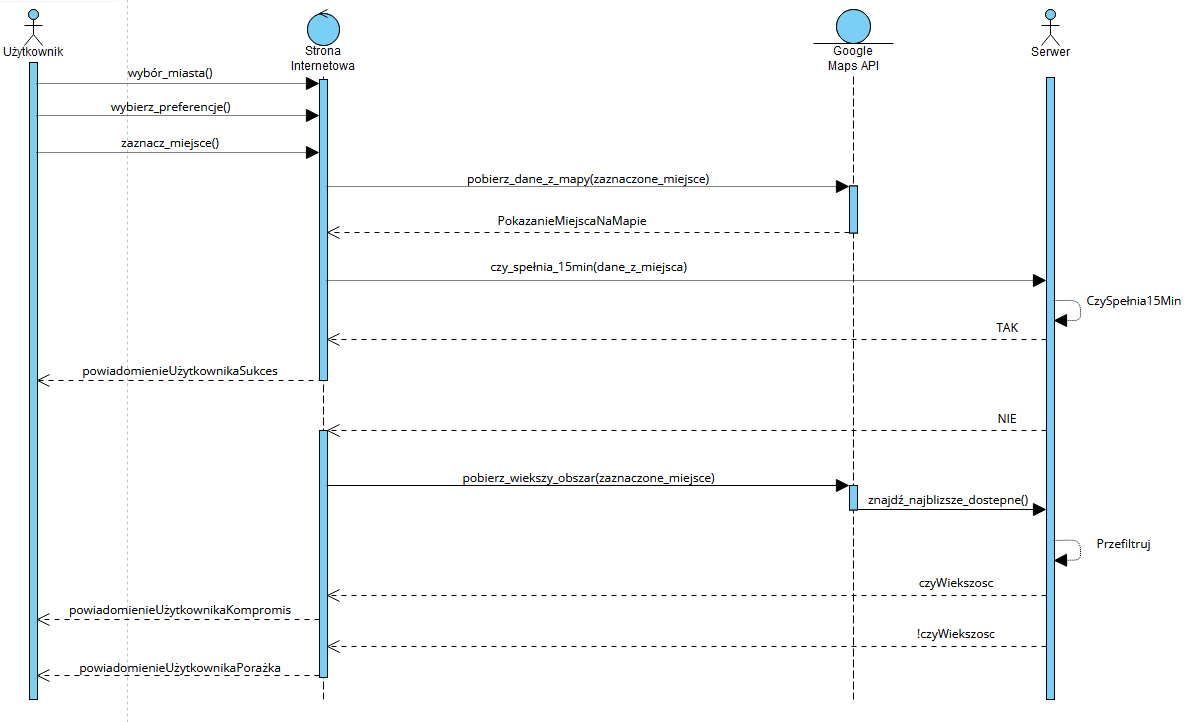 Użytkownik
Strona
Internetowa
Google
Maps API
Serwer
wybór_miasta()
wybierz_preferencje()
zaznacz_miejsce()
pobierz_dane_z_mapy(zaznaczone_miejsce)
PokazanieMiejscaNaMapie
czy_spełnia_15min(dane_z_miejsca)
CzySpełnia15Min
TAK
powiadomienieUżytkownikaSukces
NIE
pobierz_wiekszy_obszar(zaznaczone_miejsce)
znajdź_najblizsze_dostepne()
Przefiltruj
czyWiekszosc
powiadomienieUżytkownikaKompromis
!czyWiekszosc
powiadomienieUżytkownikaPorażka